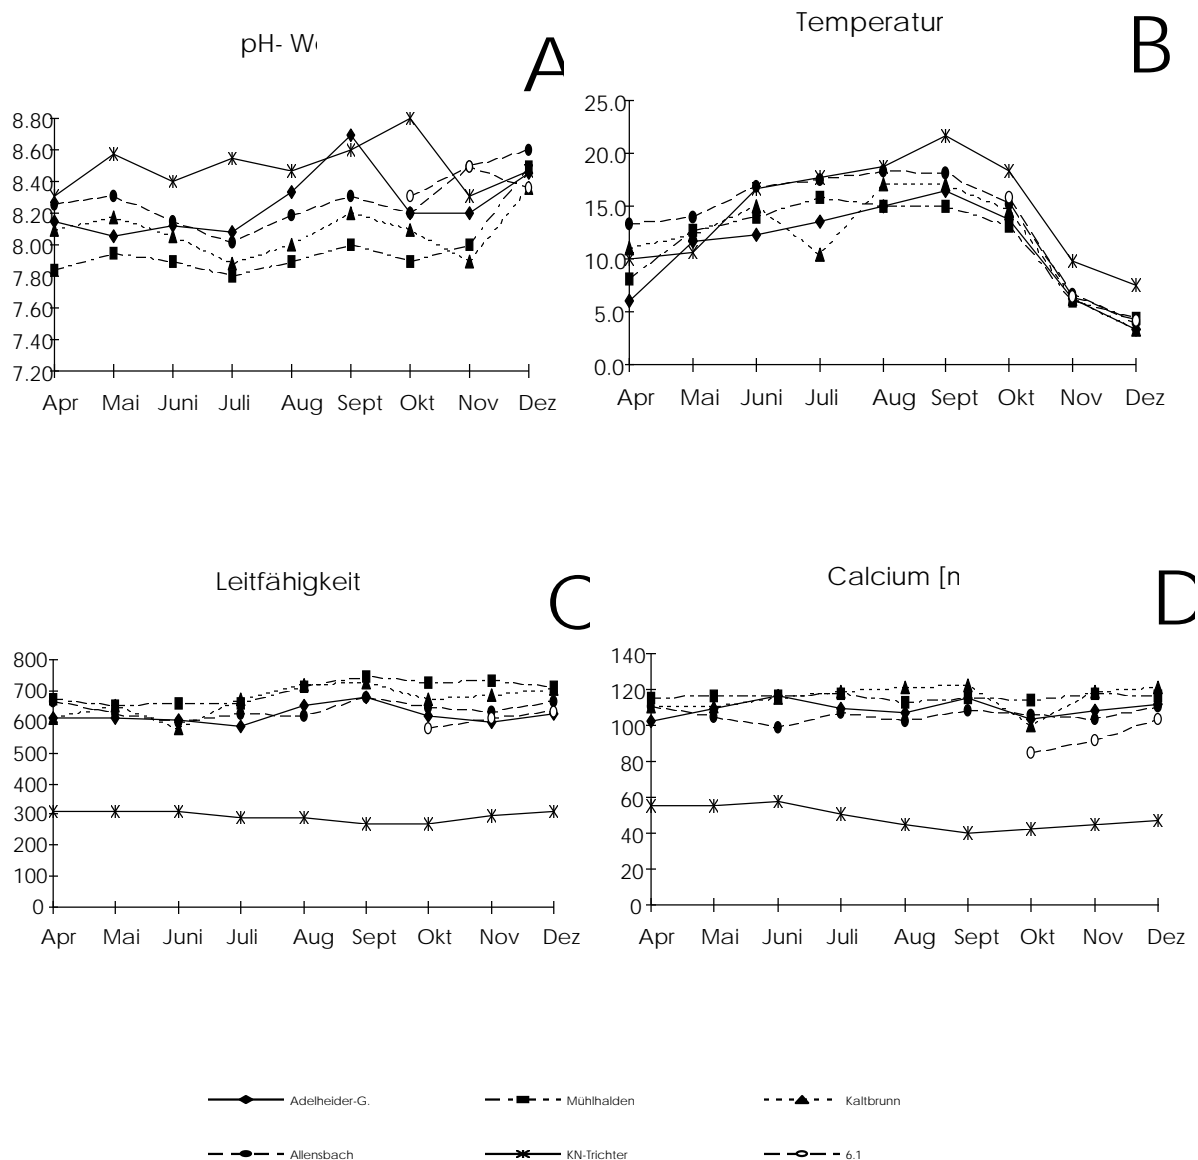 pH- We
A
8.80
8.60
8.40
8.20
8.00
7.80
7.60
7.40
7.20
Apr Mai Juni Juli Aug Sept Okt Nov Dez
Temperatur
B
25.0
20.0
15.0
10.0
5.0
0.0
Apr Mai Juni Juli Aug Sept Okt Nov Dez
Leitfähigkeit
C
800
700
600
500
400
300
200
100
0
Apr Mai Juni Juli Aug Sept Okt Nov Dez
Calcium [n
D
140
120
100
80
60
40
20
0
Apr Mai Juni Juli Aug Sept Okt Nov Dez
Adelheider-G. Mühlhalden Kaltbrunn
Allensbach KN-Trichter 6.1